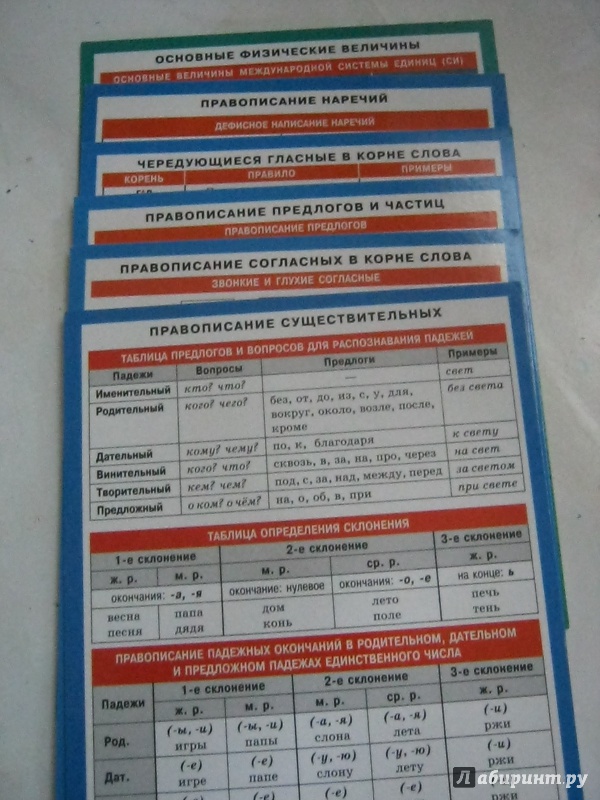 ОСНОВНЫЕ ФИЗИЧЕСКИЕ ВЕЛИЧИНЫ
ОСНОВНЫЕ ВЕЛИЧИНЫ МЕЖДУНАРОДНОЙ СИСТЕМЫ ЕДИНИЦ (СИ)
ПРАВОПИСАНИЕ НАРЕЧИЙ
ДЕФИСНОЕ НАПИСАНИЕ НАРЕЧИЙ
ЧЕРЕДУЮЩИЕСЯ ГЛАСНЫЕ В КОРНЕ СЛОВА
КОРЕНЬ ПРАВИЛО ПРИМЕРЫ
ПРАВОПИСАНИЕ ПРЕДЛОГОВ И ЧАСТИЦ
ПРАВОПИСАНИЕ ПРЕДЛОГОВ
ПРАВОПИСАНИЕ СОГЛАСНЫХ В КОРНЕ СЛОВА
ЗВОНКИЕ И ГЛУХИЕ СОГЛАСНЫЕ
ПРАВОПИСАНИЕ СУЩЕСТВИТЕЛЬНЫХ
ТАБЛИЦА ПРЕДЛОГОВ И ВОПРОСОВ ДЛЯ РАСПОЗНАВАНИЯ ПАДЕЖЕЙ
Падежи Вопросы Предлоги Примеры
Именительный кто? что? — свет
Родительный кого? чего? без, от, до, из, с, у, для, без света
вокруг, около, возле, после,
кроме
Дательный кому? чему? по, к, благодаря к свету
Винительный кого? что? сквозь, в, за, на, про, через на свет
Творительный кем? чем? под, с, за, над, между, перед за светом
Предложный о ком? о чём? на, о, об, в, при при свете
ТАБЛИЦА ОПРЕДЕЛЕНИЯ СКЛОНЕНИЯ
1-е склонение 2-е склонение 3-е склонение
ж. р. м. р. м. р. ср. р. ж. р.
окончания: -а, -я окончание: нулевое окончания: -о, -е на конце: ь
весна папа дом лето печь
песня дядя конь поле тень
ПРАВОПИСАНИЕ ПАДЕЖНЫХ ОКОНЧАНИЙ В РОДИТЕЛЬНОМ, ДАТЕЛЬНОМ
И ПРЕДЛОЖНОМ ПАДЕЖАХ ЕДИНСТВЕННОГО ЧИСЛА
Падежи 1-е склонение 2-е склонение 3-е склонение
ж. р. м. р. м. р. ср. р. ж. р.
Род. (-ы, -и) (-ы, -и) (-а, -я) (-а, -я) (-и)
игры папы слона лета ржи
Дат. (-е) (-е) (-у, -ю) (-у, -ю) (-и)
игре папе слону лету ржи
(-е) (-е) (-е) (-е) (-и)
ржи
Лабиринт.ру